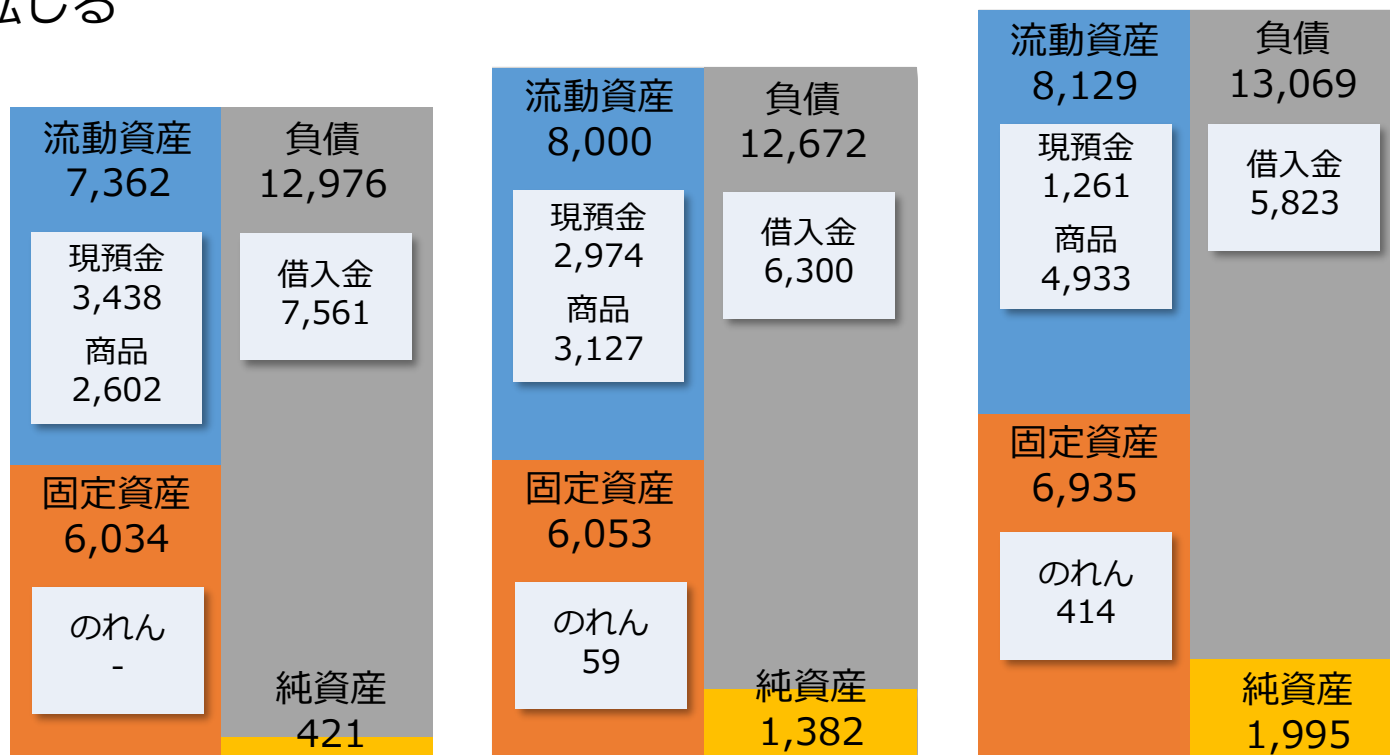 じる
流動資産
7,362
現預金
3,438
商品
2,602
固定資産
6,034
のれん
-
負債
12,976
借入金
7,561
純資産
421
流動資産
8,000
現預金
2,974
商品
3,127
固定資産
6,053
のれん
59
負債
12,672
借入金
6,300
純資産
1,382
流動資産
8,129
現預金
1,261
商品
4,933
固定資産
6,935
のれん
414
負債
13,069
借入金
5,823
純資産
1,995